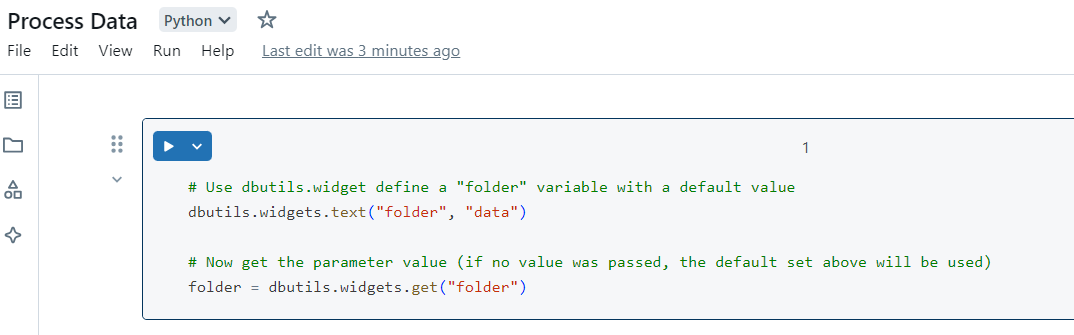 Process Data Python
File Edit View Run Help Last edit was 3 minutes ago
1
# Use dbutils.widget define a "folder" variable with a default value
dbutils.widgets.text("folder", "data")
# Now get the parameter value (if no value was passed, the default set above will be used)
folder = dbutils.widgets.get("folder")